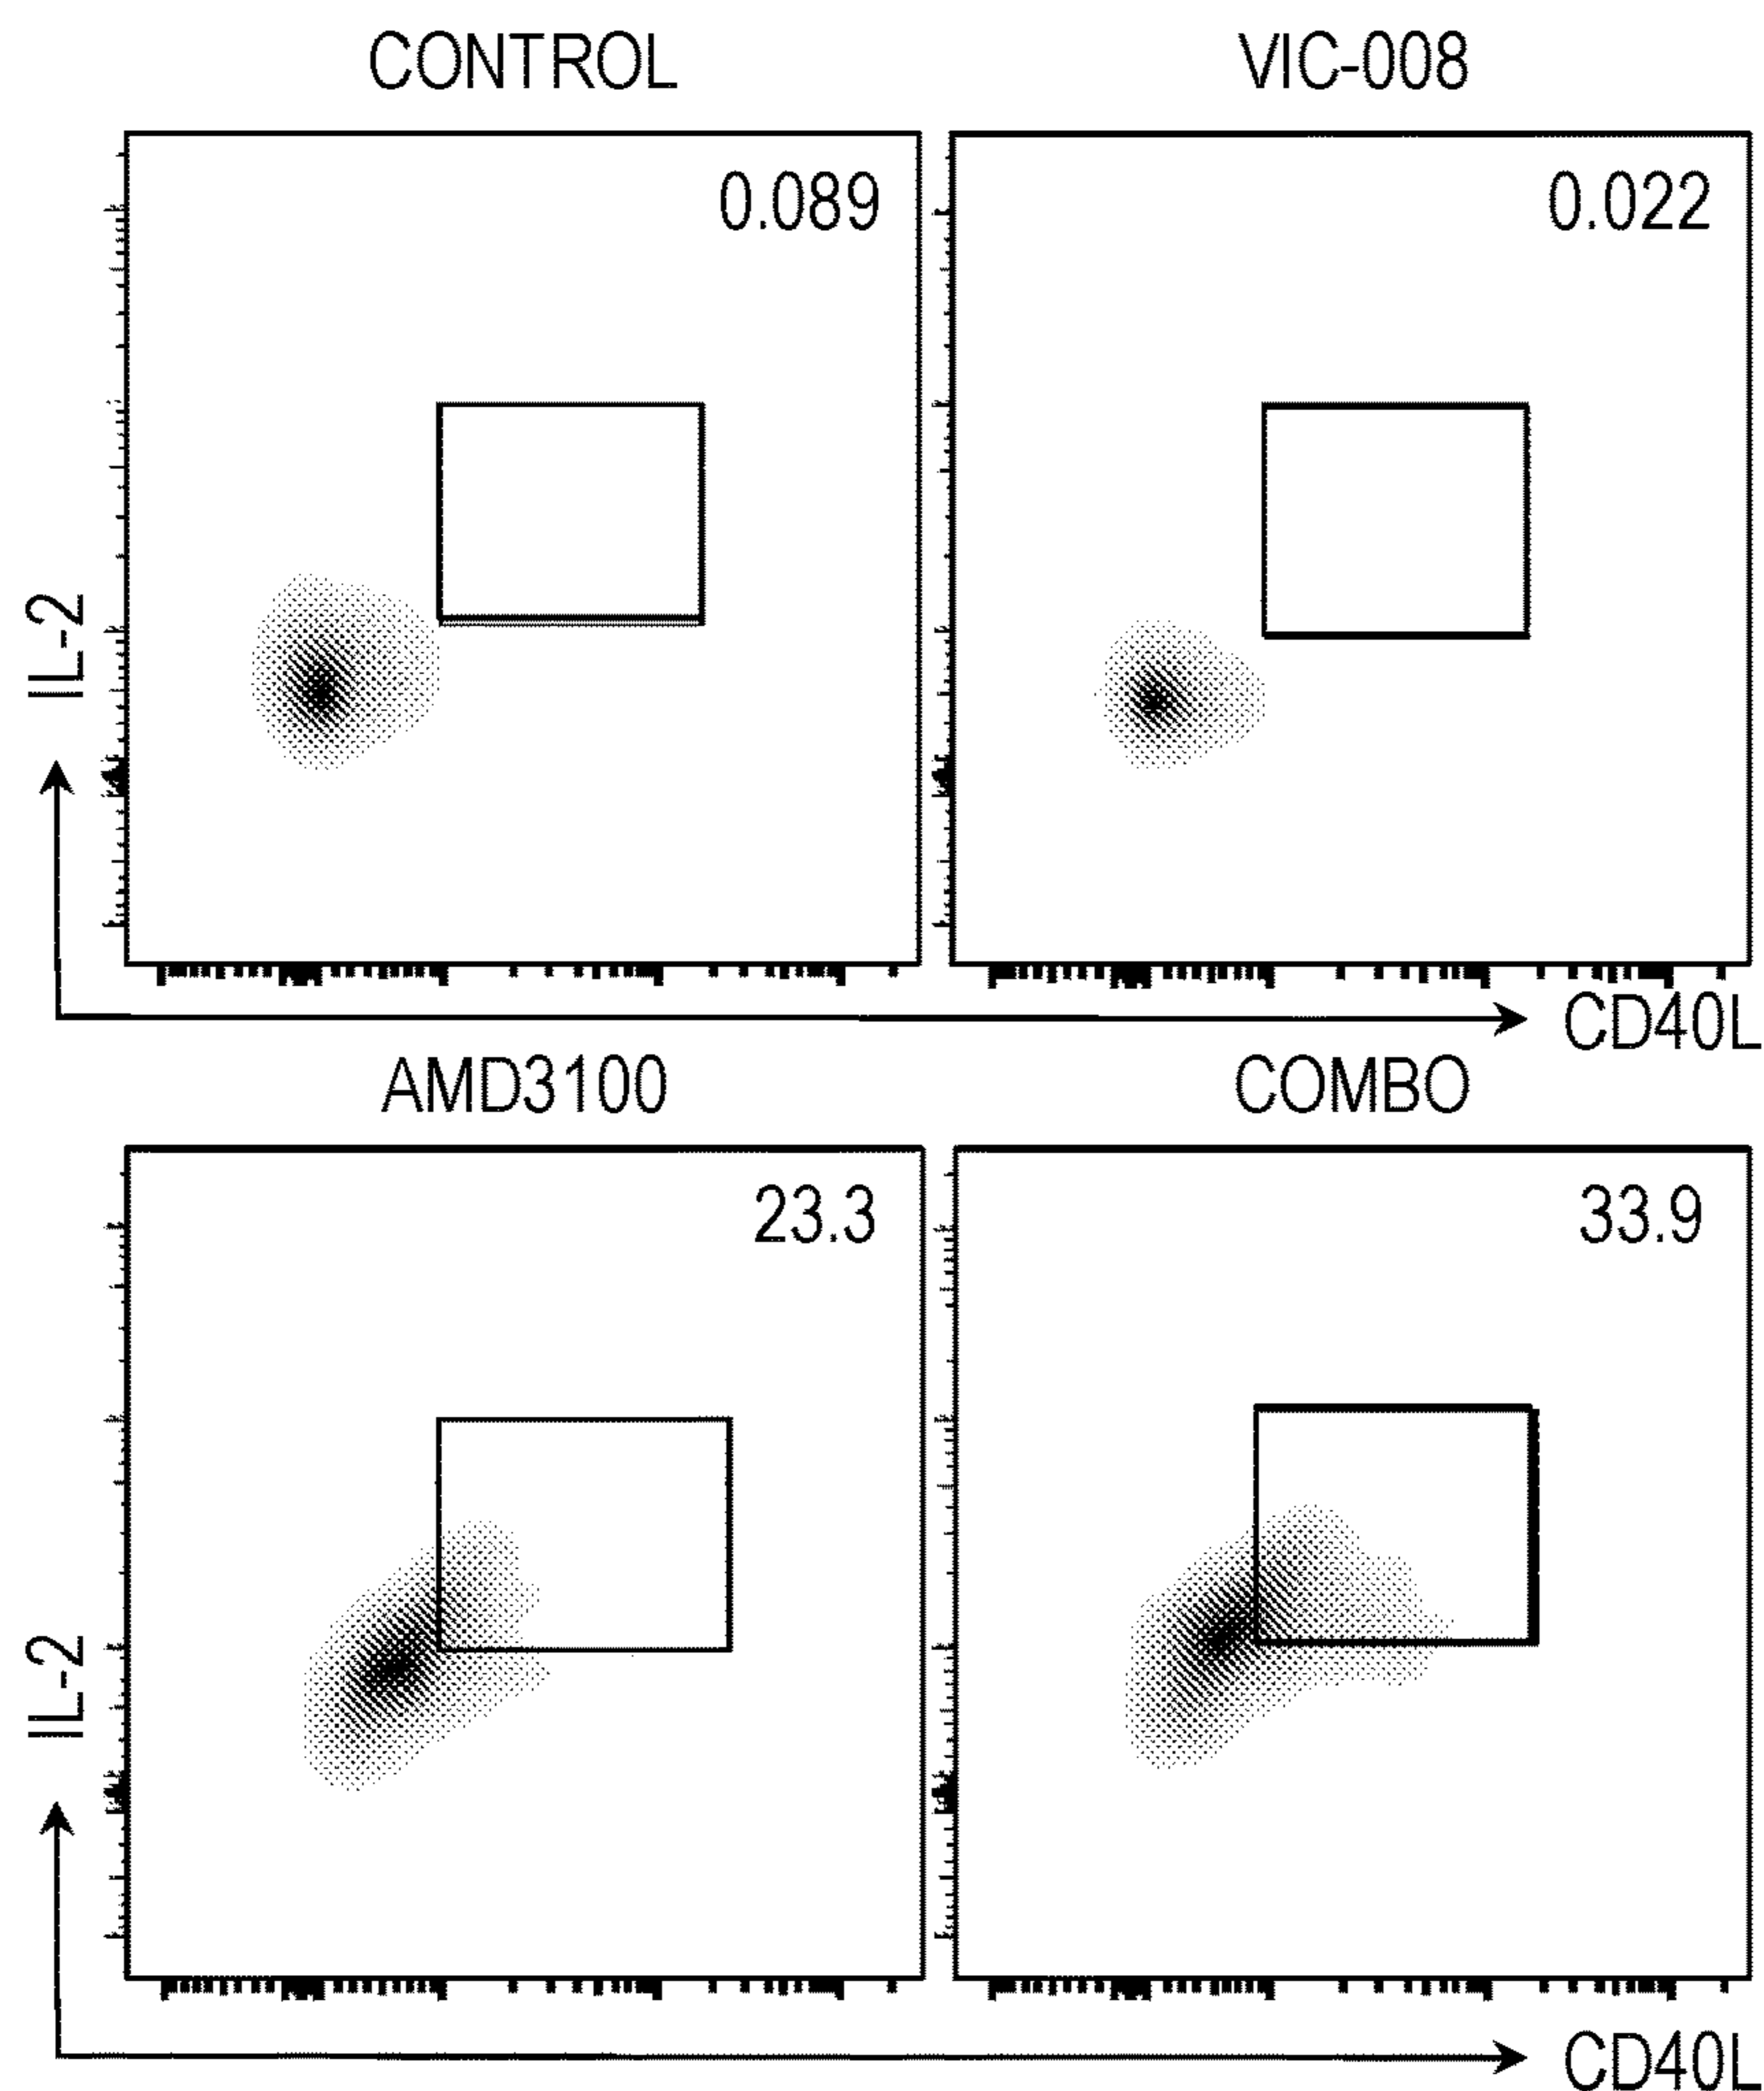 CONTROL
VIC-008
0.089
0.022
IL-2
CD40L
AMD3100
COMBO
23.3
33.9
IL-2
CD40L